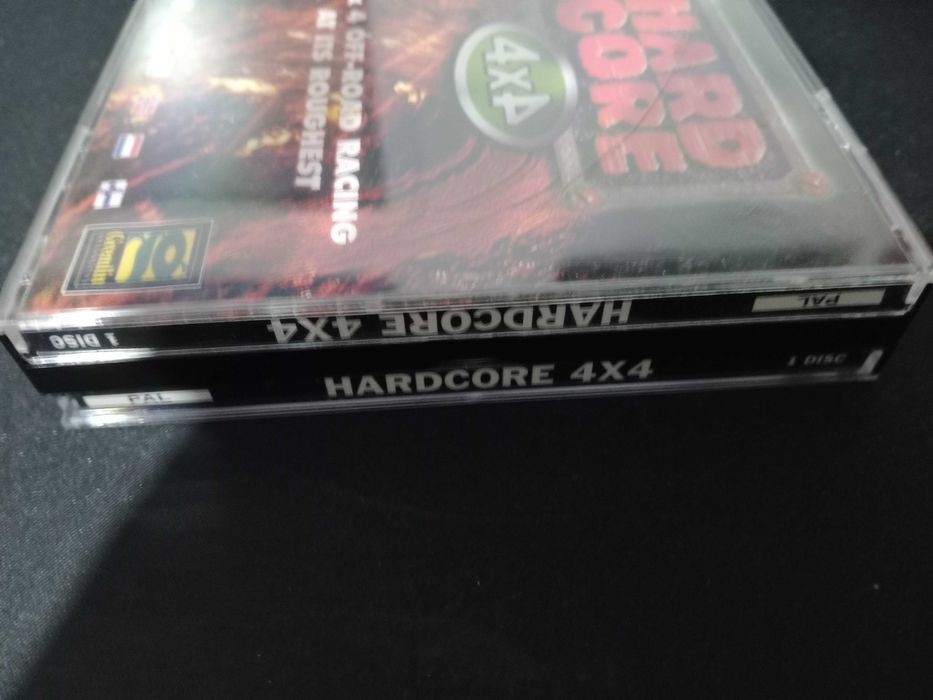 HARD
CORE
4x4
4 OFF-ROAD RACING
AT ITS ROUGHEST
Gremlin
PAL
HARDCORE 4X4
1 DISC
PAL
HARDCORE 4X4
1 DISC